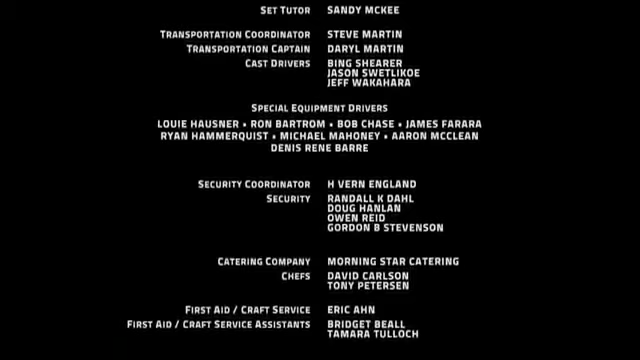 SET TUTOR SANDY MCKEE
TRANSPORTATION COORDINATOR STEVE MARTIN
TRANSPORTATION CAPTAIN DARYL MARTIN
CAST DRIVERS BING SHEARER
JASON SWETLIKOE
JEFF WAKAHARA
SPECIAL EQUIPMENT DRIVERS
LOUIE HAUSNER • RON BARTROM • BOB CHASE • JAMES FARARA
RYAN HAMMERQUIST • MICHAEL MAHONEY • AARON MCCLEAN
DENIS RENE BARRE
SECURITY COORDINATOR H VERN ENGLAND
SECURITY RANDALL K DAHL
DOUG HANLAN
OWEN REID
GORDON B STEVENSON
CATERING COMPANY MORNING STAR CATERING
CHEFS DAVID CARLSON
TONY PETERSEN
FIRST AID / CRAFT SERVICE ERIC AHN
FIRST AID / CRAFT SERVICE ASSISTANTS BRIDGET BEALL
TAMARA TULLOCH